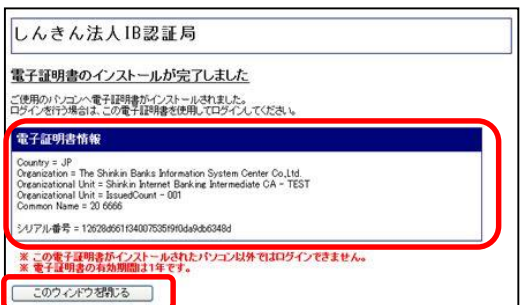 しんきん法人IB認証局
電子証明書のインストールが完了しました
ご使用のパソコンへ電子証明書がインストールされました。
ログインを行う場合は、この電子証明書を使用してログインしてください。
電子証明書情報
Country = JP
Organization = The Shinkin Banks Information System Center Co.,Ltd.
Organizational Unit = Shinkin Internet Banking Intermediate CA - TEST
Organizational Unit = IssuedCount - 001
Common Name = 20 6666
シリアル番号 = 12628d661f34007535f9f0da9db6348d
※ この電子証明書がインストールされたパソコン以外ではログインできません。
※ 電子証明書の有効期間は1年です。
このウィンドウを閉じる